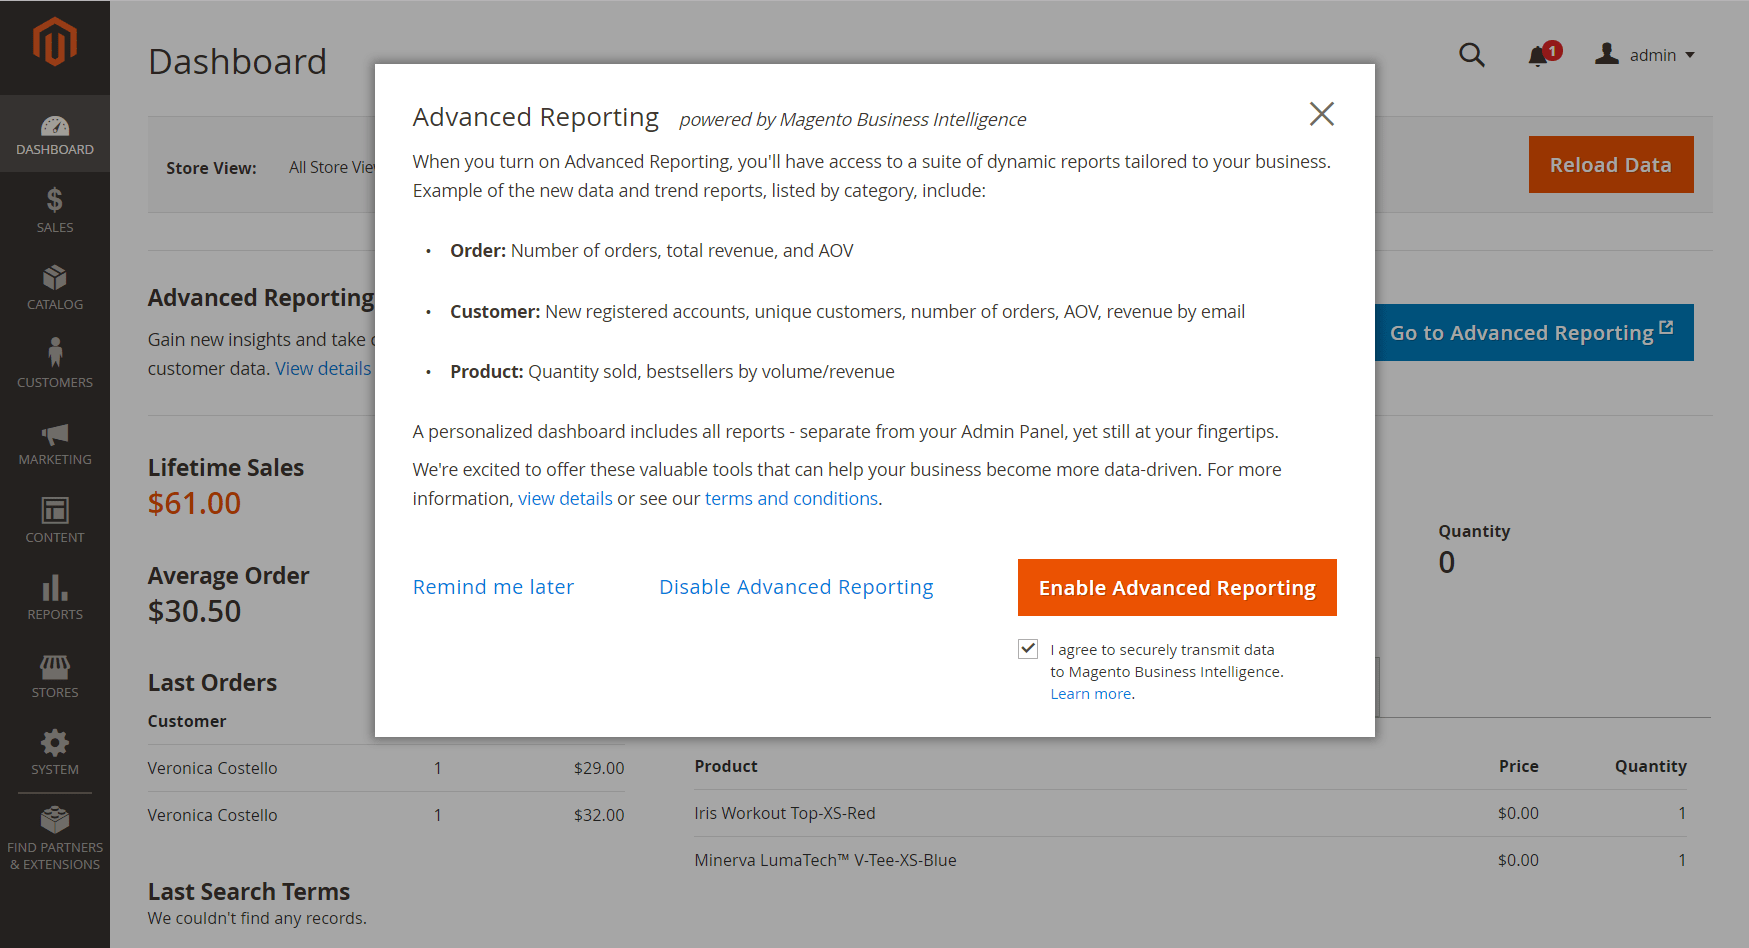 Dashboard
1
admin
DASHBOARD
SALES
CATALOG
CUSTOMERS
MARKETING
CONTENT
REPORTS
STORES
SYSTEM
FIND PARTNERS
& EXTENSIONS
Store View: All Store
Reload Data
Advanced Reporting
Gain new insights and take
customer data. View details
Go to Advanced Reporting
Lifetime Sales
$61.00
Average Order
$30.50
Quantity
0
Last Orders
Customer
Veronica Costello 1 $29.00
Veronica Costello 1 $32.00
Last Search Terms
We couldn't find any records.
Product Price Quantity
Iris Workout Top-XS-Red $0.00 1
Minerva LumaTech™ V-Tee-XS-Blue $0.00 1
Advanced Reporting powered by Magento Business Intelligence
When you turn on Advanced Reporting, you'll have access to a suite of dynamic reports tailored to your business.
Example of the new data and trend reports, listed by category, include:
• Order: Number of orders, total revenue, and AOV
• Customer: New registered accounts, unique customers, number of orders, AOV, revenue by email
• Product: Quantity sold, bestsellers by volume/revenue
A personalized dashboard includes all reports - separate from your Admin Panel, yet still at your fingertips.
We're excited to offer these valuable tools that can help your business become more data-driven. For more
information, view details or see our terms and conditions.
Remind me later
Disable Advanced Reporting
Enable Advanced Reporting
I agree to securely transmit data
to Magento Business Intelligence.
Learn more.